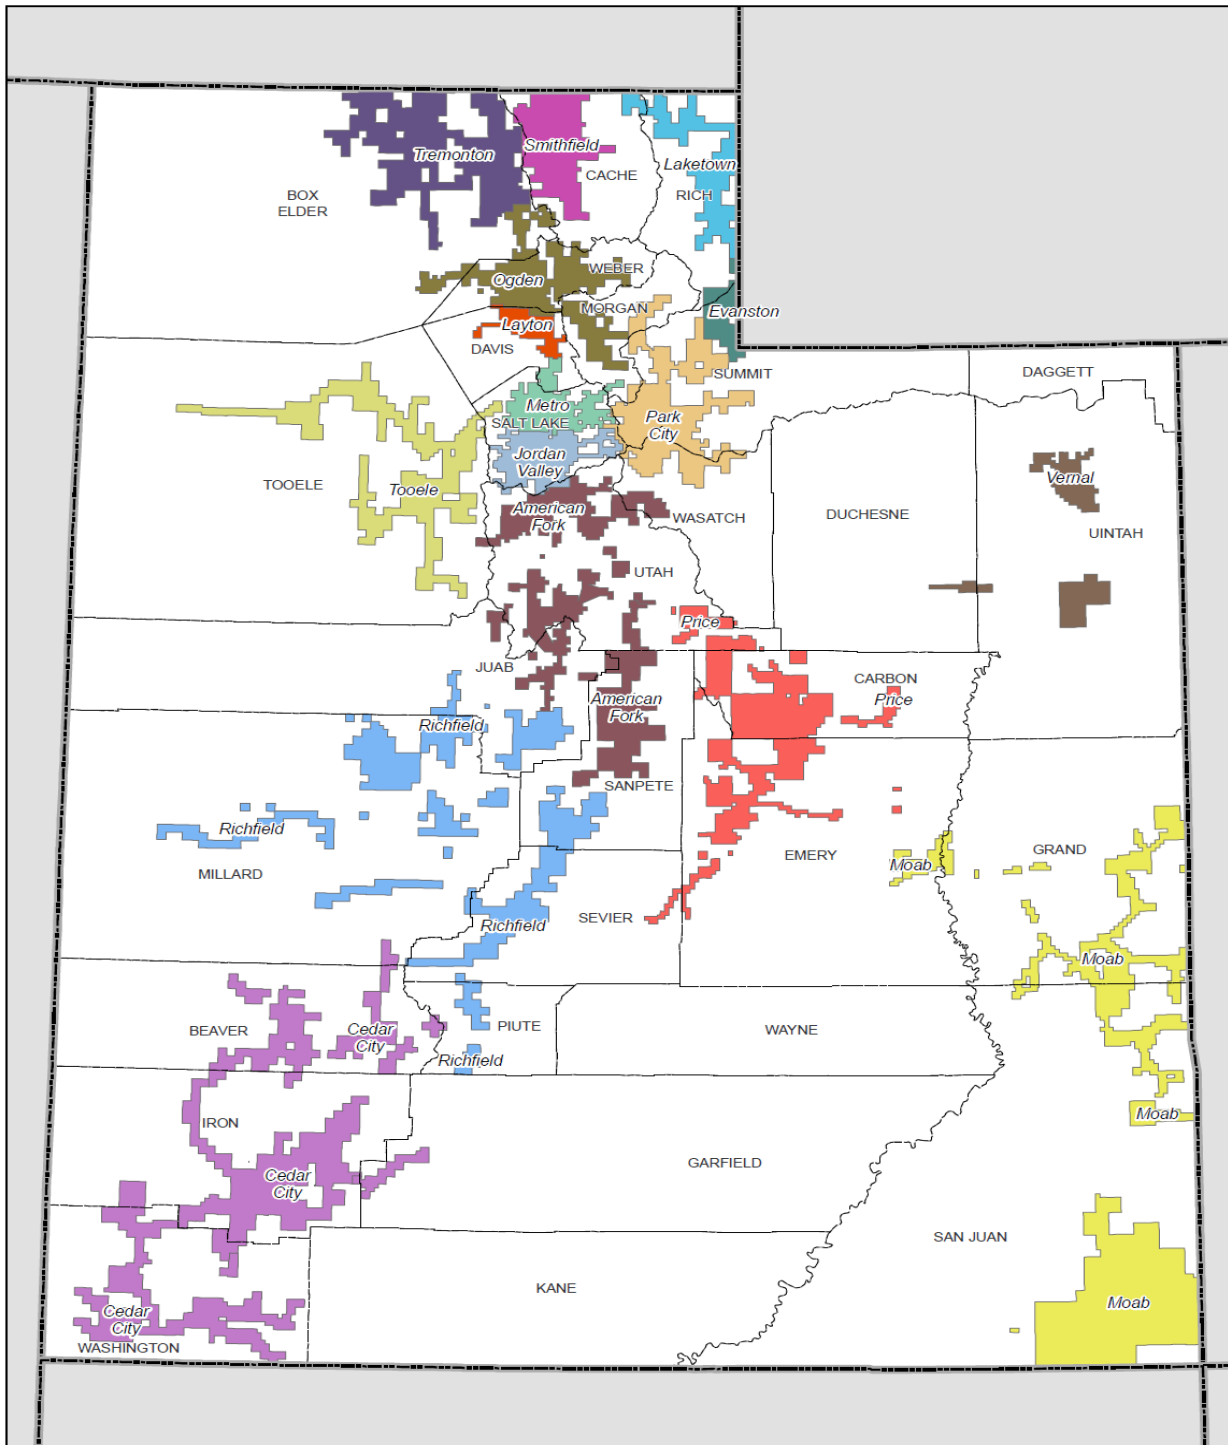 Smithfield
Tremonton
Laketown
CACHE
BOX
ELDER
RICH
WEBER
Ogden
MORGAN
Evanston
Layton
DAVIS
SUMMIT
DAGGETT
Metro
SALT LAKE
Park
City
Jordan
Valley
TOOELE
Tooele
Vernal
American
Fork
WASATCH
DUCHESNE
UINTAH
UTAH
Price
JUAB
CARBON
Price
American
Fork
Richfield
SANPETE
Richfield
GRAND
EMERY
Moab
MILLARD
SEVIER
Richfield
Moab
BEAVER
Cedar
City
PIUTE
WAYNE
Richfield
Moab
IRON
GARFIELD
Cedar
City
SAN JUAN
KANE
Moab
Cedar
City
WASHINGTON